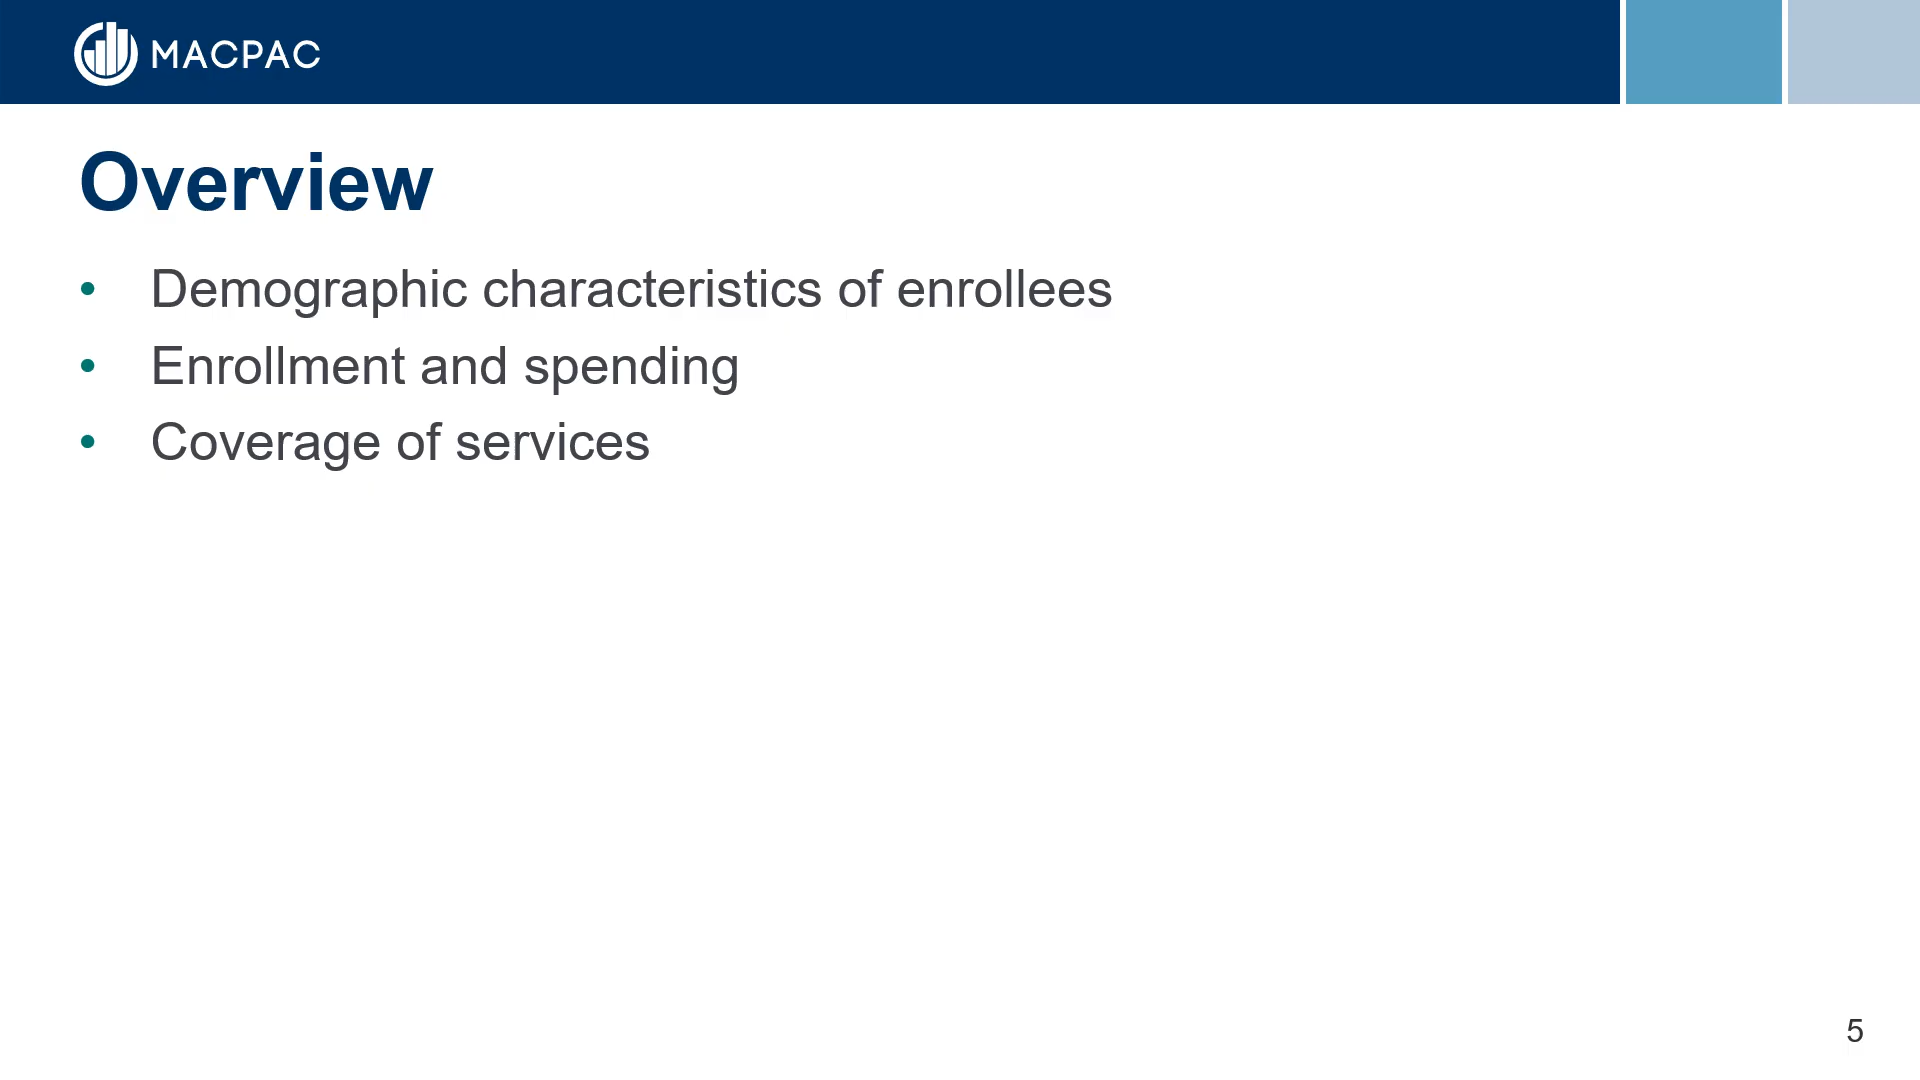 MACPAC
Overview
• Demographic characteristics of enrollees
• Enrollment and spending
• Coverage of services
5